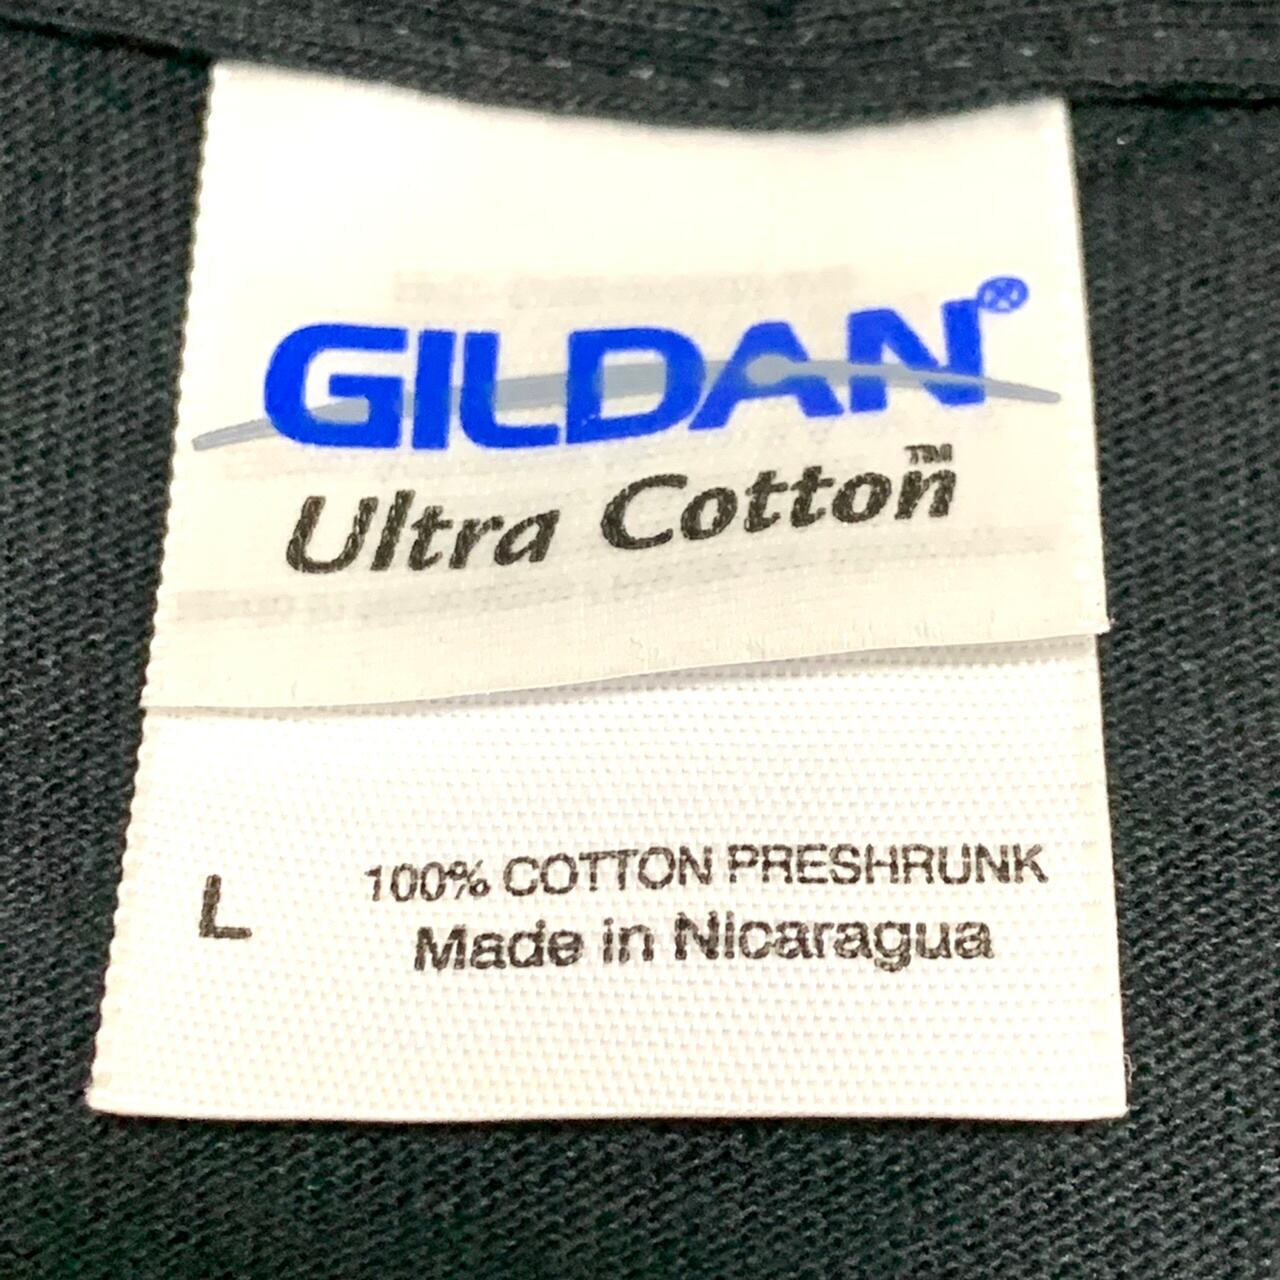 GILDAN®
Ultra Cotton™
L
100% COTTON PRESHRUNK
Made in Nicaragua